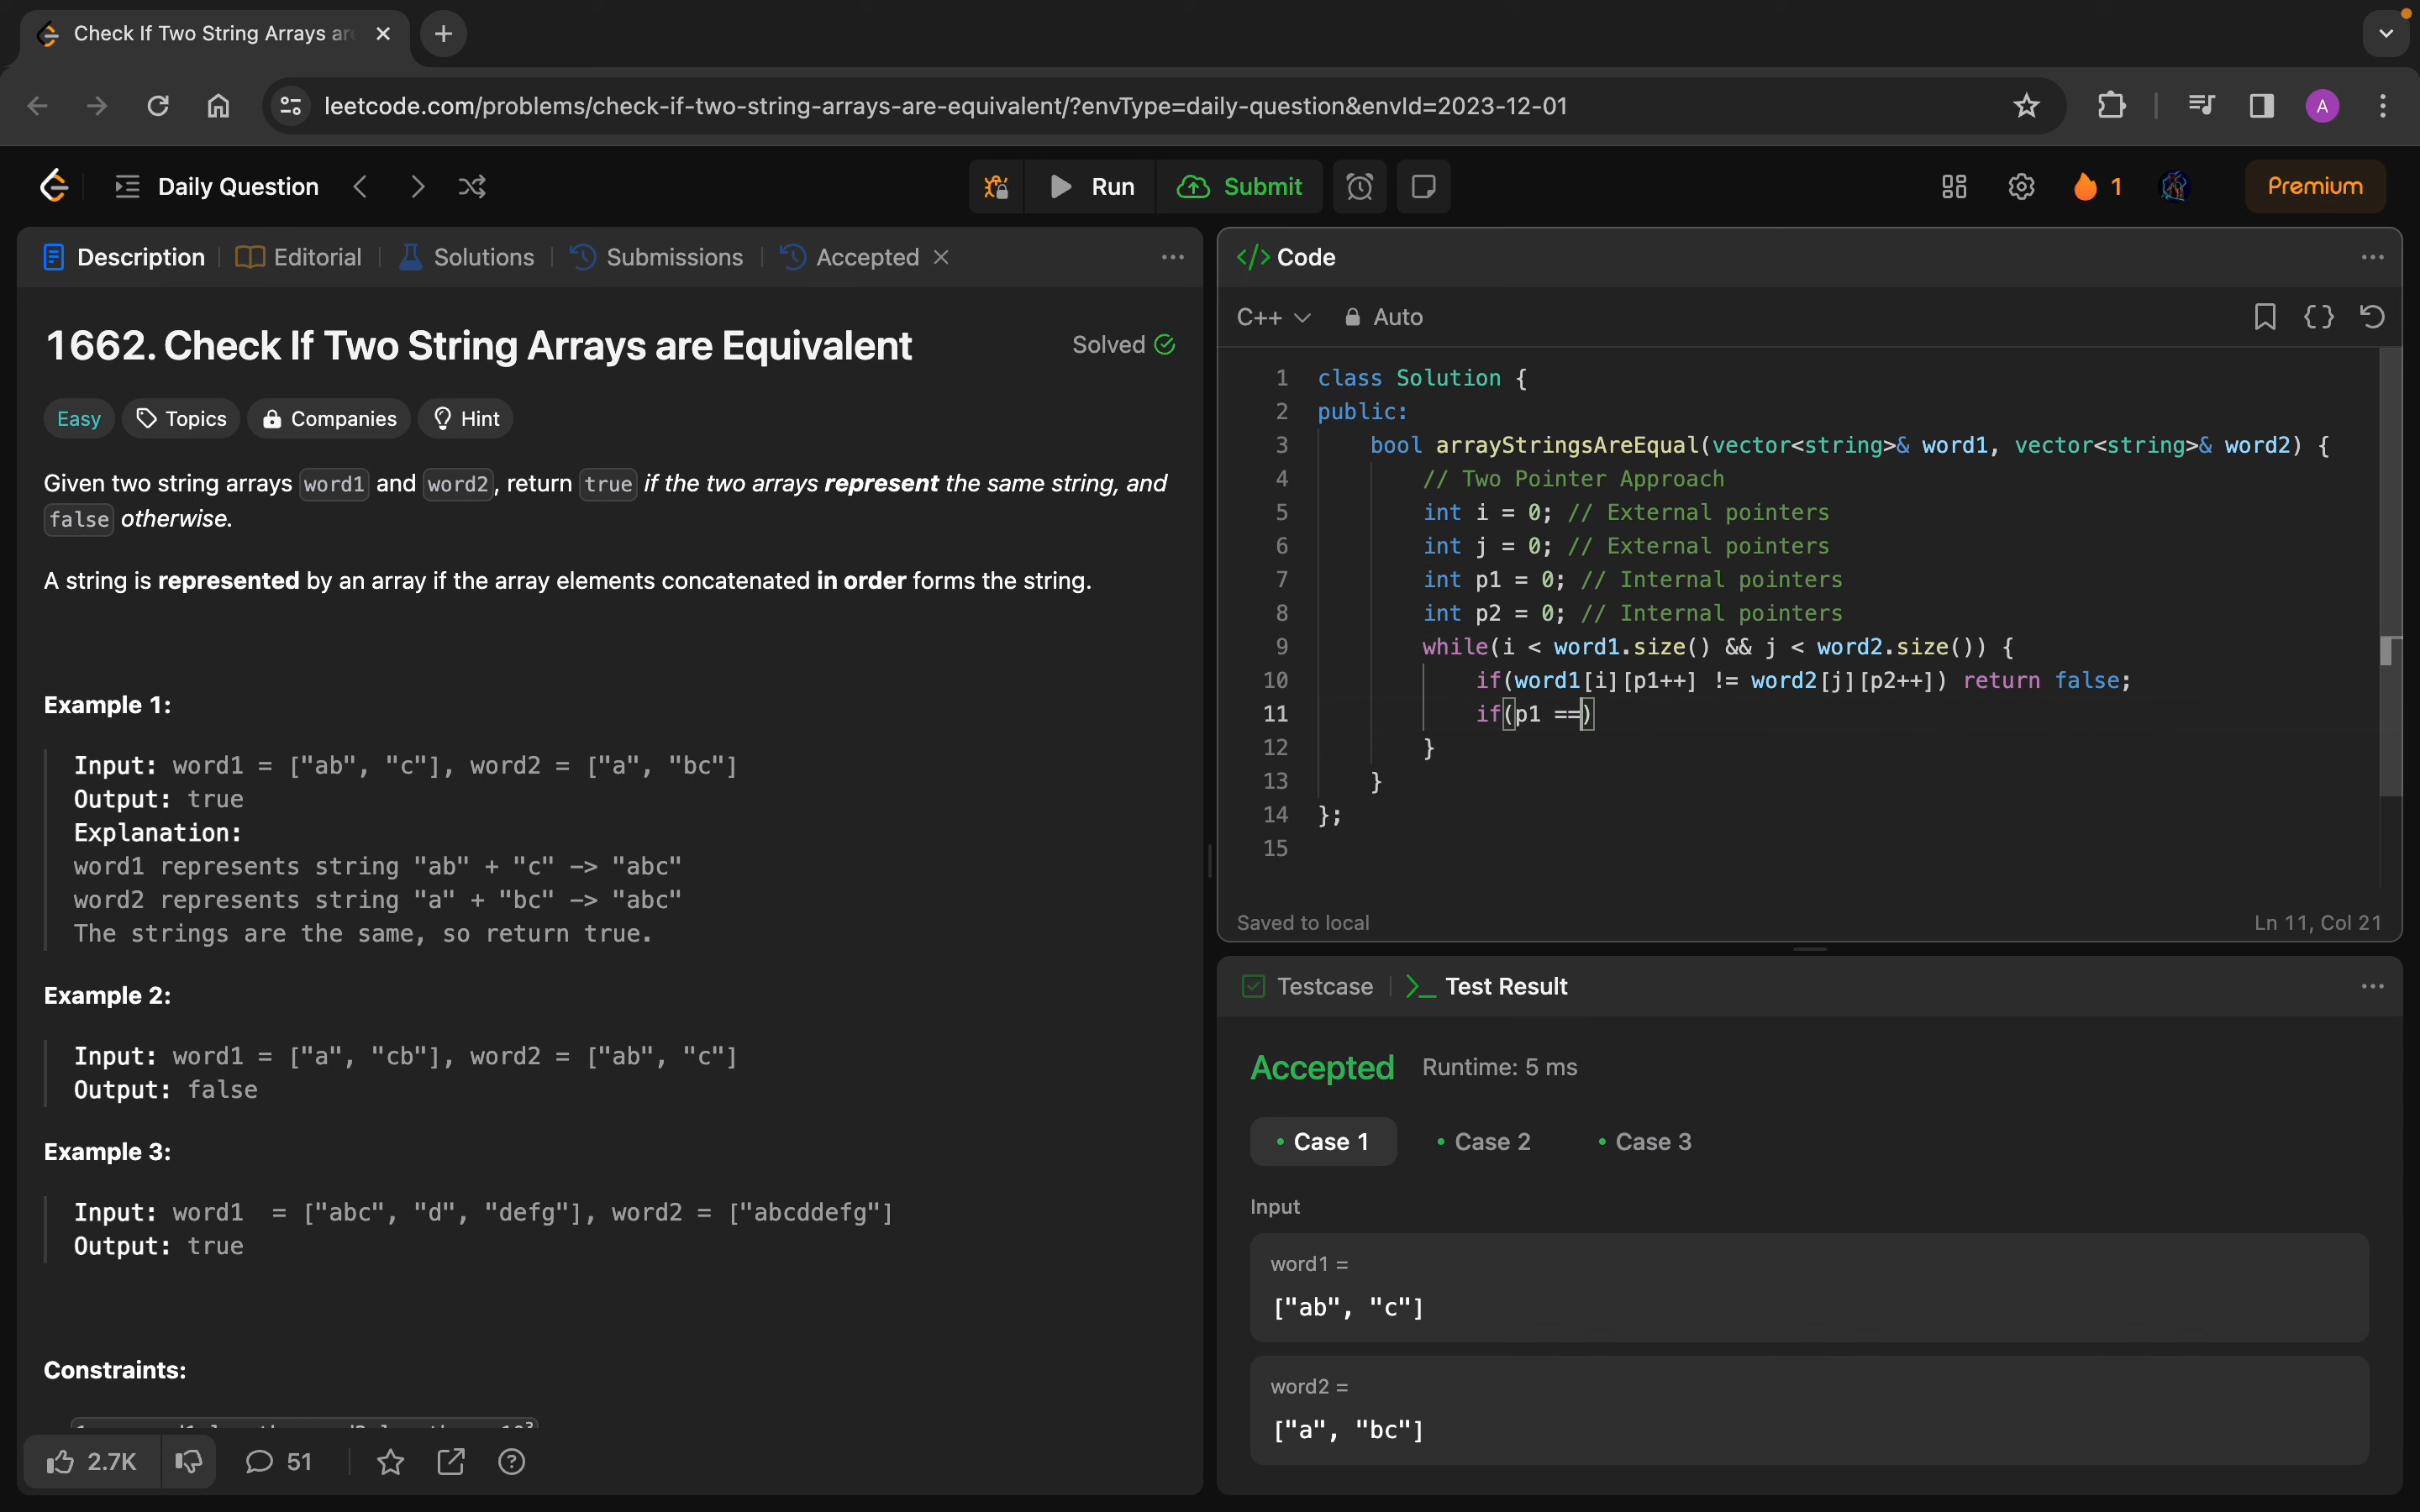 Check If Two String Arrays are
leetcode.com/problems/check-if-two-string-arrays-are-equivalent/?envType=daily-question&envId=2023-12-01
A
Daily Question
Run
Submit
1
Premium
Description
Editorial
Solutions
Submissions
Accepted
1662. Check If Two String Arrays are Equivalent
Solved
Easy
Topics
Companies
Hint
Given two string arrays word1 and word2, return true if the two arrays represent the same string, and
false otherwise.
A string is represented by an array if the array elements concatenated in order forms the string.
Example 1:
Input: word1 = ["ab", "c"], word2 = ["a", "bc"]
Output: true
Explanation:
word1 represents string "ab" + "c" -> "abc"
word2 represents string "a" + "bc" -> "abc"
The strings are the same, so return true.
Example 2:
Input: word1 = ["a", "cb"], word2 = ["ab", "c"]
Output: false
Example 3:
Input: word1  = ["abc", "d", "defg"], word2 = ["abcddefg"]
Output: true
Constraints:
2.7K
51
</> Code
C++
Auto
1 class Solution {
2 public:
3     bool arrayStringsAreEqual(vector<string>& word1, vector<string>& word2) {
4         // Two Pointer Approach
5         int i = 0; // External pointers
6         int j = 0; // External pointers
7         int p1 = 0; // Internal pointers
8         int p2 = 0; // Internal pointers
9         while(i < word1.size() && j < word2.size()) {
10             if(word1[i][p1++] != word2[j][p2++]) return false;
11             if(p1 ==)
12         }
13     }
14 };
15
Saved to local
Ln 11, Col 21
Testcase
>_ Test Result
Accepted
Runtime: 5 ms
Case 1
Case 2
Case 3
Input
word1 =
["ab", "c"]
word2 =
["a", "bc"]